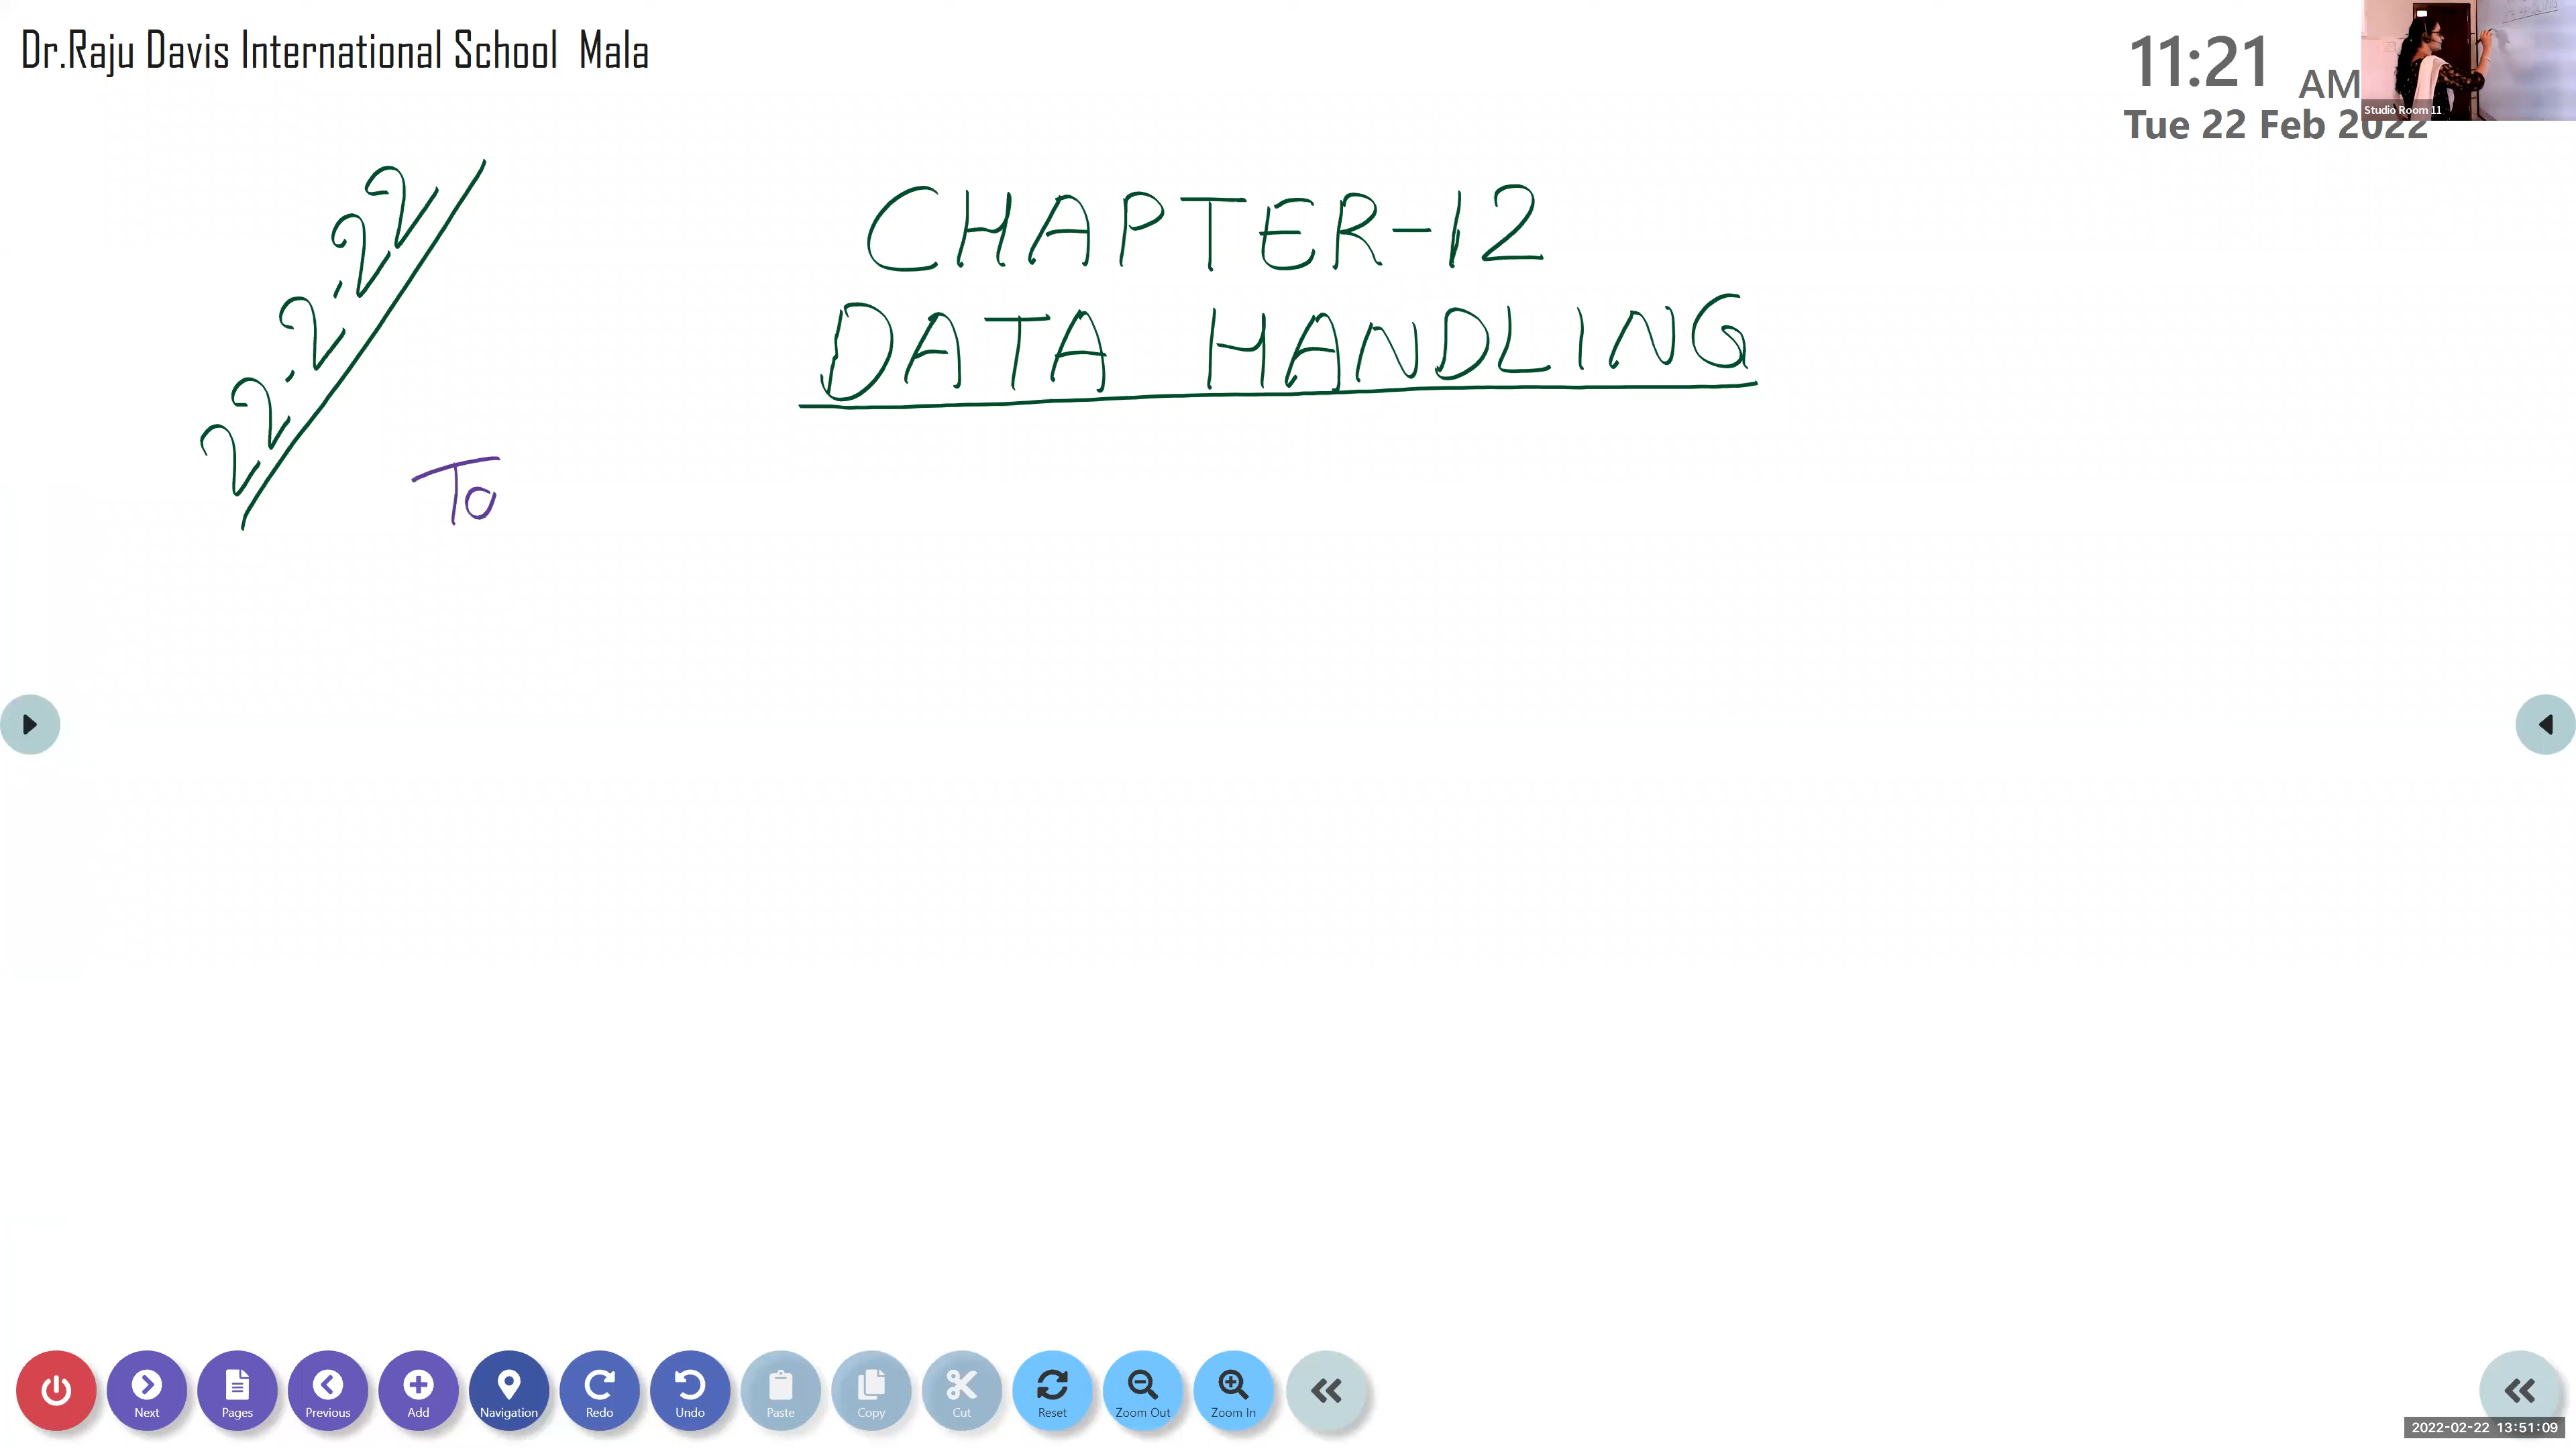 Dr.Raju Davis International School Mala
11:21 AM
Studio Room 11
Tue 22 Feb 2022
22.2.22
CHAPTER-12
DATA HANDLING
To
Next
Pages
Previous
Add
Navigation
Redo
Undo
Paste
Copy
Cut
Reset
Zoom Out
Zoom In
2022-02-22 13:51:09